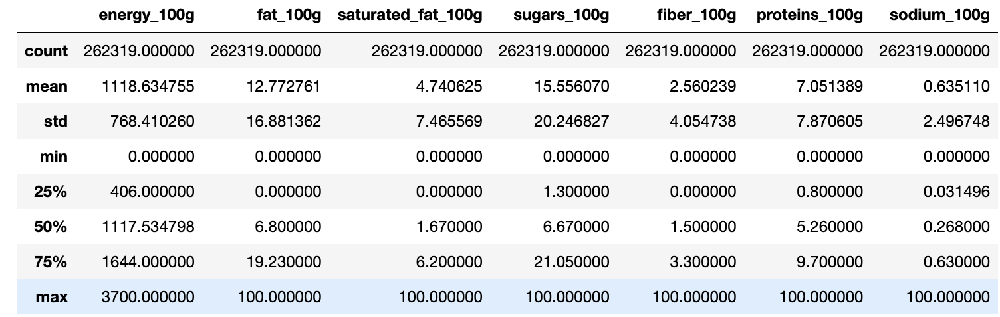 energy_100g fat_100g saturated_fat_100g sugars_100g fiber_100g proteins_100g sodium_100g
count 262319.000000 262319.000000 262319.000000 262319.000000 262319.000000 262319.000000 262319.000000
mean 1118.634755 12.772761 4.740625 15.556070 2.560239 7.051389 0.635110
std 768.410260 16.881362 7.465569 20.246827 4.054738 7.870605 2.496748
min 0.000000 0.000000 0.000000 0.000000 0.000000 0.000000 0.000000
25% 406.000000 0.000000 0.000000 1.300000 0.000000 0.800000 0.031496
50% 1117.534798 6.800000 1.670000 6.670000 1.500000 5.260000 0.268000
75% 1644.000000 19.230000 6.200000 21.050000 3.300000 9.700000 0.630000
max 3700.000000 100.000000 100.000000 100.000000 100.000000 100.000000 100.000000